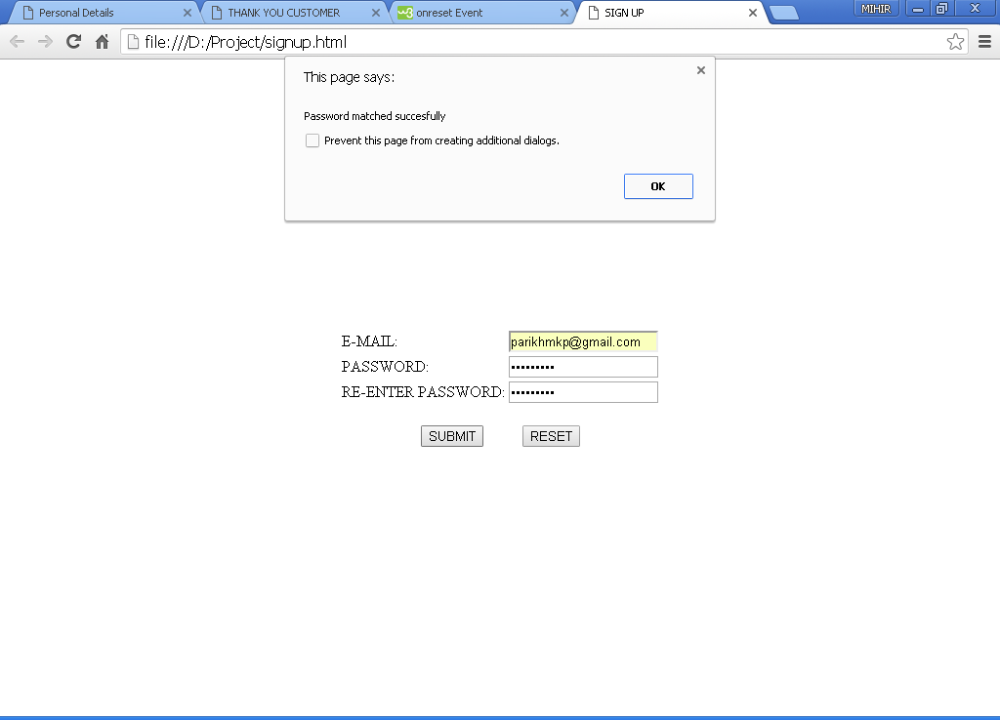 Personal Details
THANK YOU CUSTOMER
w3 onreset Event
SIGN UP
MIHIR
file:///D:/Project/signup.html
This page says:
Password matched succesfully
Prevent this page from creating additional dialogs.
OK
E-MAIL: parikhmkp@gmail.com
PASSWORD: •••••••••
RE-ENTER PASSWORD: •••••••••
SUBMIT RESET